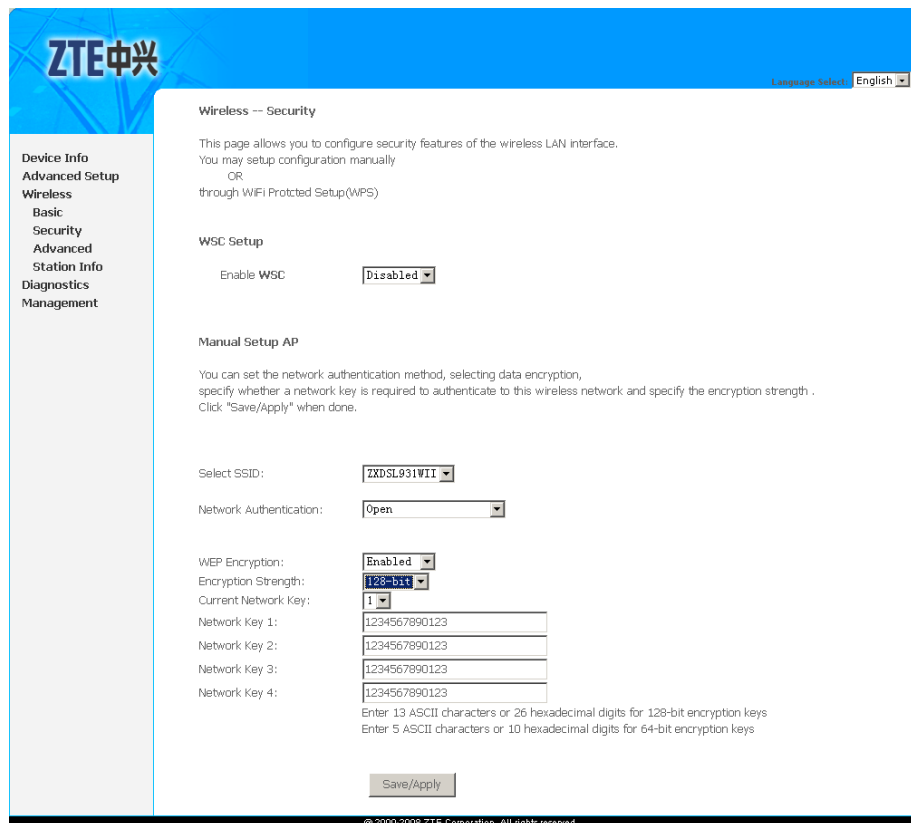 ZTE中兴
Language Select: English
Device Info
Advanced Setup
Wireless
Basic
Security
Advanced
Station Info
Diagnostics
Management
Wireless -- Security
This page allows you to configure security features of the wireless LAN interface.
You may setup configuration manually
OR
through WiFi Protcted Setup(WPS)
WSC Setup
Enable WSC Disabled
Manual Setup AP
You can set the network authentication method, selecting data encryption,
specify whether a network key is required to authenticate to this wireless network and specify the encryption strength .
Click "Save/Apply" when done.
Select SSID: ZXDSL931WII
Network Authentication: Open
WEP Encryption: Enabled
Encryption Strength: 128-bit
Current Network Key: 1
Network Key 1: 1234567890123
Network Key 2: 1234567890123
Network Key 3: 1234567890123
Network Key 4: 1234567890123
Enter 13 ASCII characters or 26 hexadecimal digits for 128-bit encryption keys
Enter 5 ASCII characters or 10 hexadecimal digits for 64-bit encryption keys
Save/Apply
@ 2000-2008 ZTE Corporation. All rights reserved